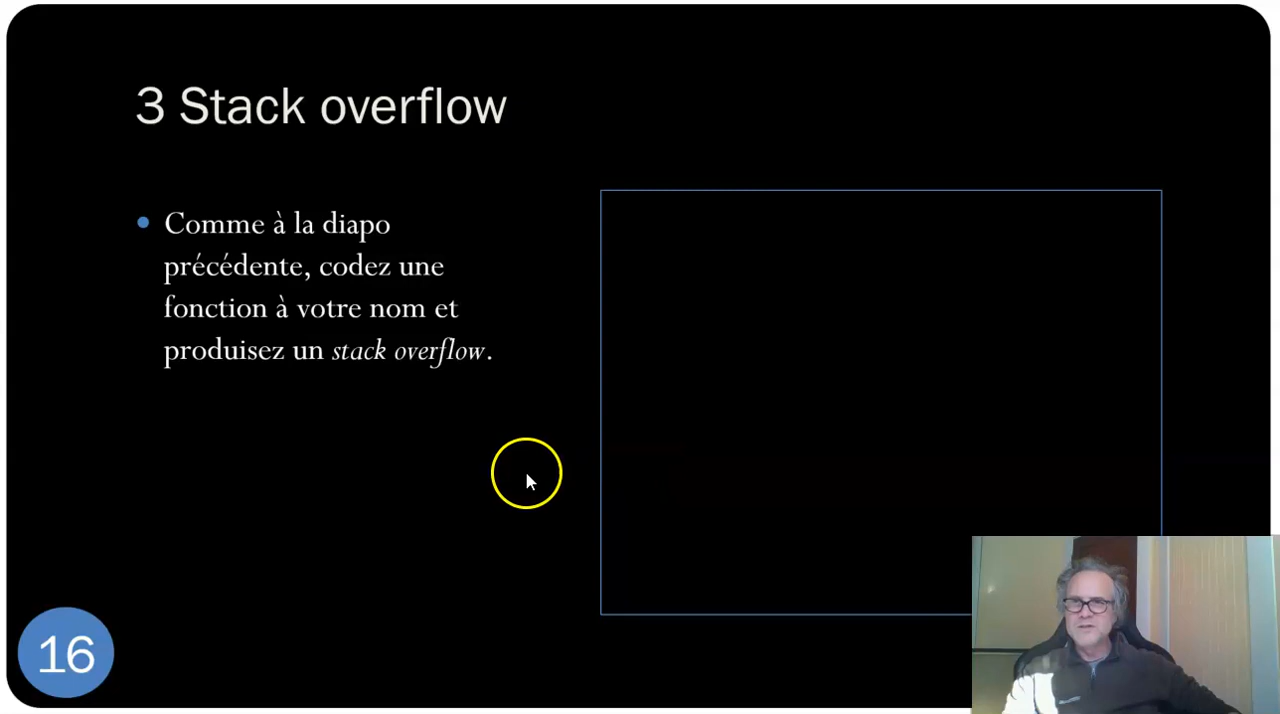 3 Stack overflow
Comme à la diapo
précédente, codez une
fonction à votre nom et
produisez un stack overflow.
16